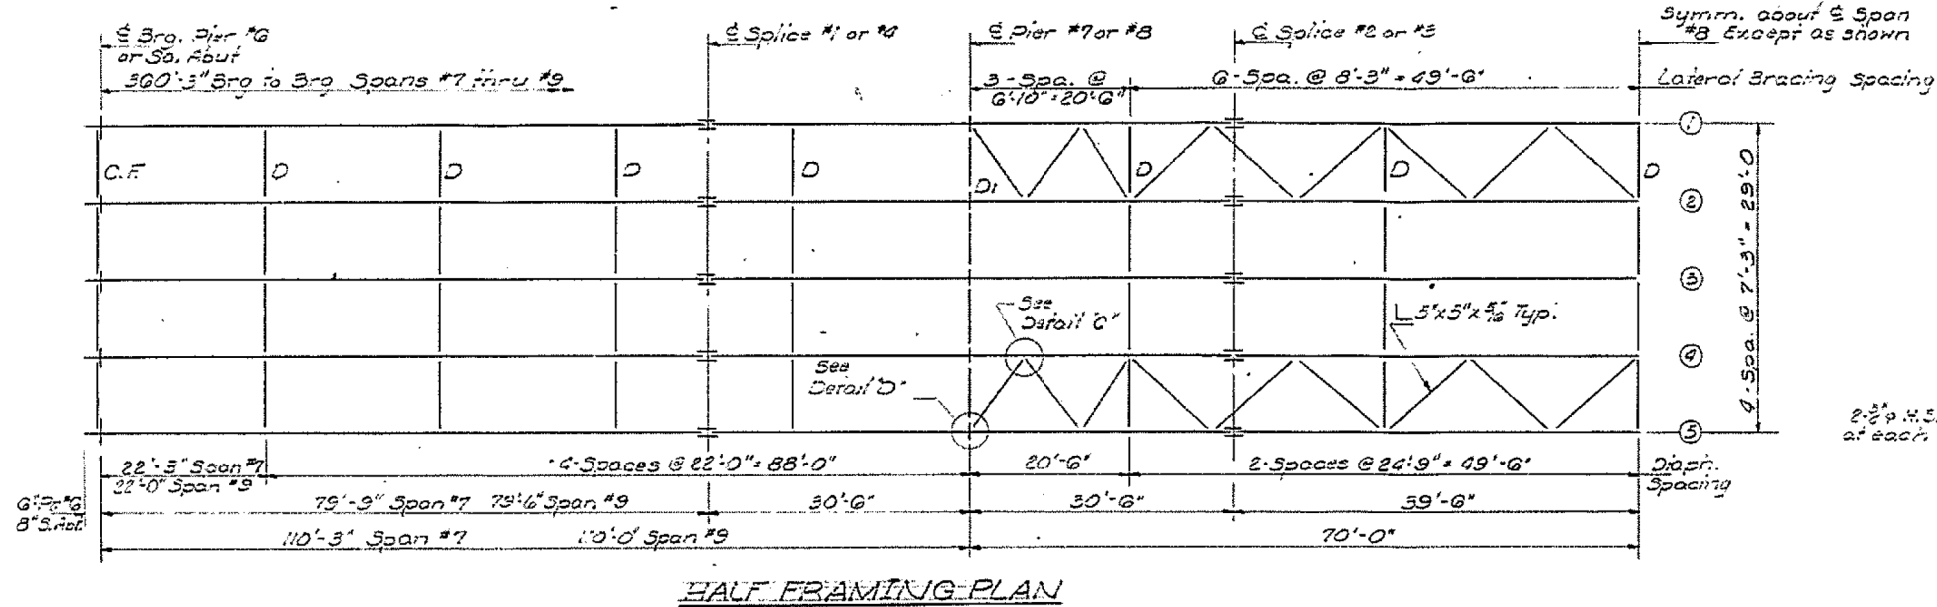 ℄ Brg. Pier #6
or So. Abut
360'-3" Brg to Brg Spans #7 thru #9
℄ Splice #1 or #4
℄ Pier #7 or #8
℄ Splice #2 or #3
Symm. about ℄ Span
#8 Except as shown
3-Spa. @
6'-10" = 20'-6"
6-Spa. @ 8'-3" = 49'-6"
Lateral Bracing Spacing
C.F.
D
D
D
D
D1
D
D
D
1
2
3
4
5
4-Spa. @ 7'-3" = 29'-0
See
Detail "C"
L 5"x5"x5/16 Typ.
See
Detail "D"
at each
22'-3" Span #7
22'-0" Span #9
4-Spaces @ 22'-0" = 88'-0"
20'-6"
2-Spaces @ 24'-9" = 49'-6"
Diaph.
Spacing
8" S. Abt.
79'-9" Span #7 79'-6" Span #9
30'-6"
30'-6"
39'-6"
110'-3" Span #7 110'-0" Span #9
70'-0"
HALF FRAMING PLAN